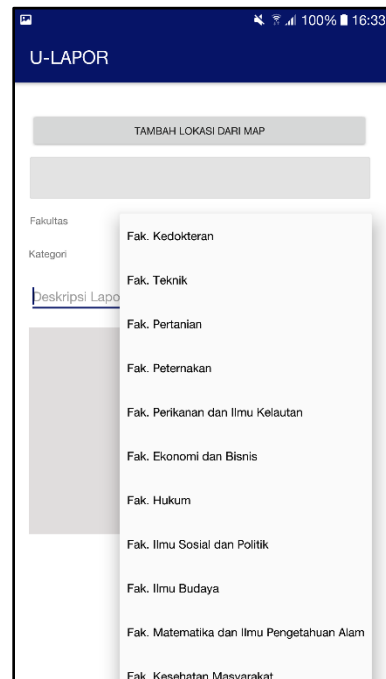 100% 16:33
U-LAPOR
TAMBAH LOKASI DARI MAP
Fakultas
Kategori
Deskripsi Lapo
Fak. Kedokteran
Fak. Teknik
Fak. Pertanian
Fak. Peternakan
Fak. Perikanan dan Ilmu Kelautan
Fak. Ekonomi dan Bisnis
Fak. Hukum
Fak. Ilmu Sosial dan Politik
Fak. Ilmu Budaya
Fak. Matematika dan Ilmu Pengetahuan Alam
Fak. Kesehatan Masyarakat